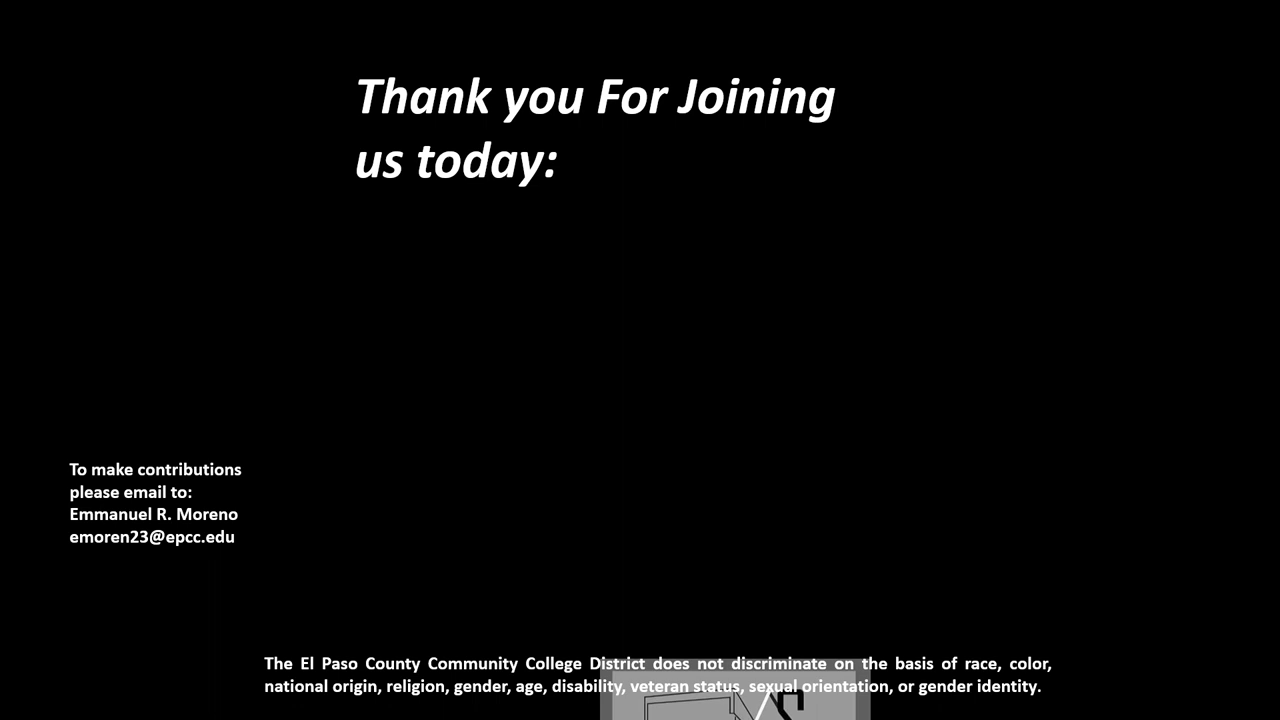 Thank you For Joining
us today:
To make contributions
please email to:
Emmanuel R. Moreno
emoren23@epcc.edu
The El Paso County Community College District does not discriminate on the basis of race, color,
national origin, religion, gender, age, disability, veteran status, sexual orientation, or gender identity.